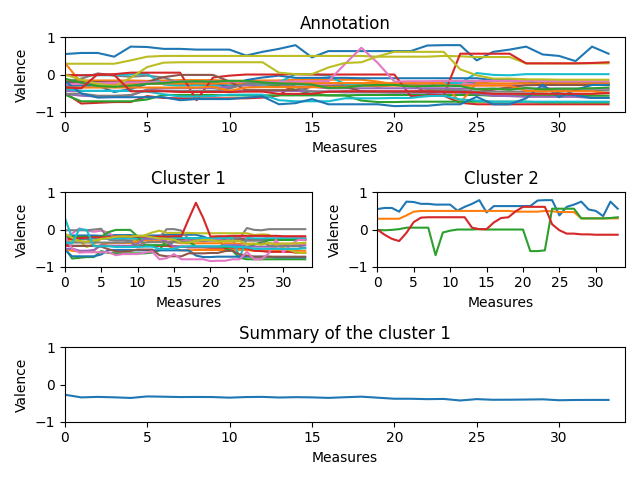 Annotation
Valence
1
0
−1
0 5 10 15 20 25 30
Measures
Cluster 1
Cluster 2
Valence
1
0
−1
0 5 10 15 20 25 30
Measures
Valence
1
0
−1
0 5 10 15 20 25 30
Measures
Summary of the cluster 1
Valence
1
0
−1
0 5 10 15 20 25 30
Measures